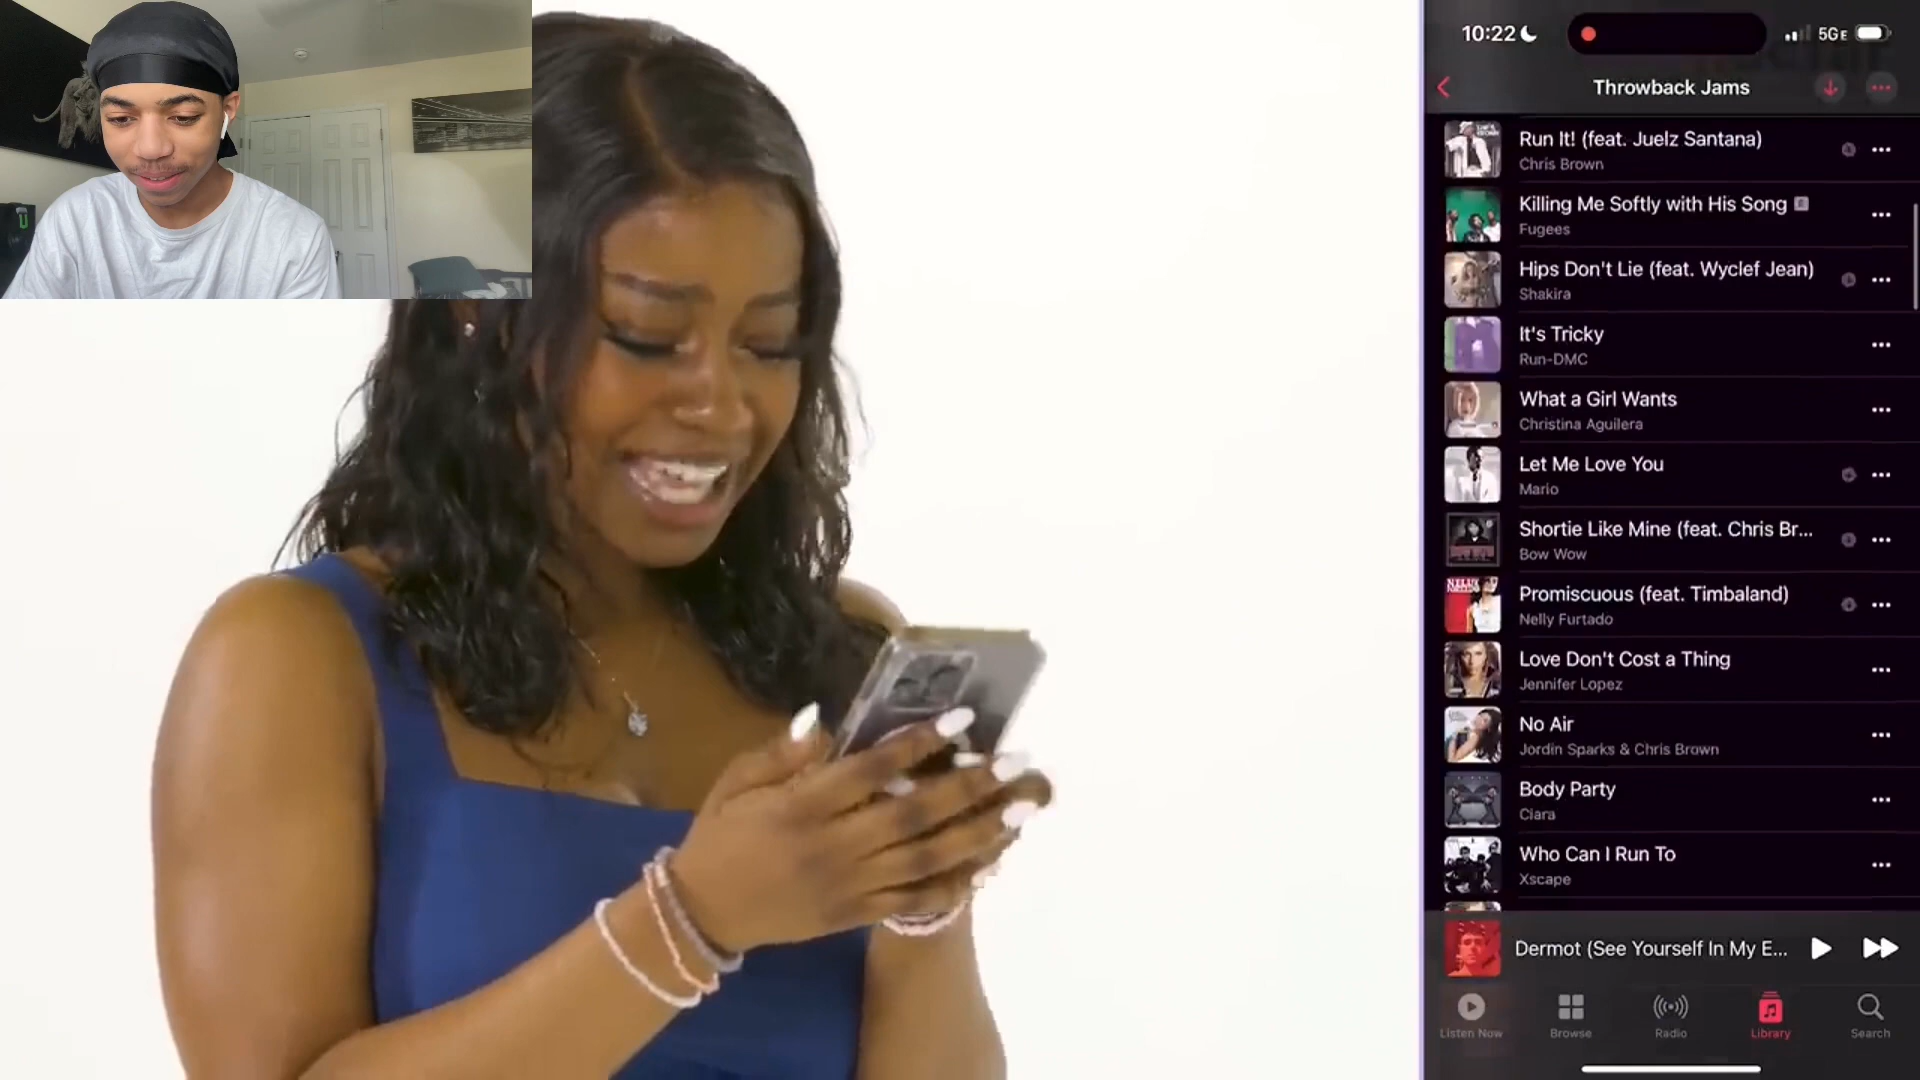 10:22
5GE
Throwback Jams
Run It! (feat. Juelz Santana)
Chris Brown
Killing Me Softly with His Song
Fugees
Hips Don't Lie (feat. Wyclef Jean)
Shakira
It's Tricky
Run-DMC
What a Girl Wants
Christina Aguilera
Let Me Love You
Mario
Shortie Like Mine (feat. Chris Br...
Bow Wow
Promiscuous (feat. Timbaland)
Nelly Furtado
Love Don't Cost a Thing
Jennifer Lopez
No Air
Jordin Sparks & Chris Brown
Body Party
Ciara
Who Can I Run To
Xscape
Dermot (See Yourself In My E...
Listen Now
Browse
Radio
Library
Search